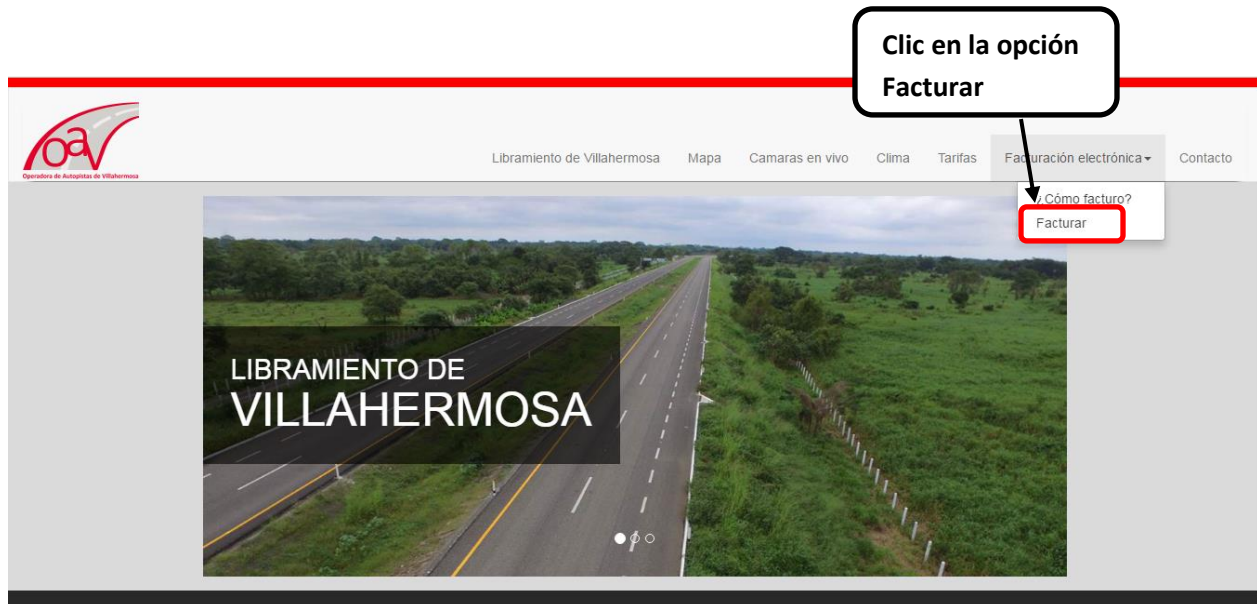 Clic en la opción
Facturar
oav
Operadora de Autopistas de Villahermosa
Libramiento de Villahermosa Mapa Camaras en vivo Clima Tarifas Facturación electrónica Contacto
¿Cómo facturo?
Facturar
LIBRAMIENTO DE
VILLAHERMOSA